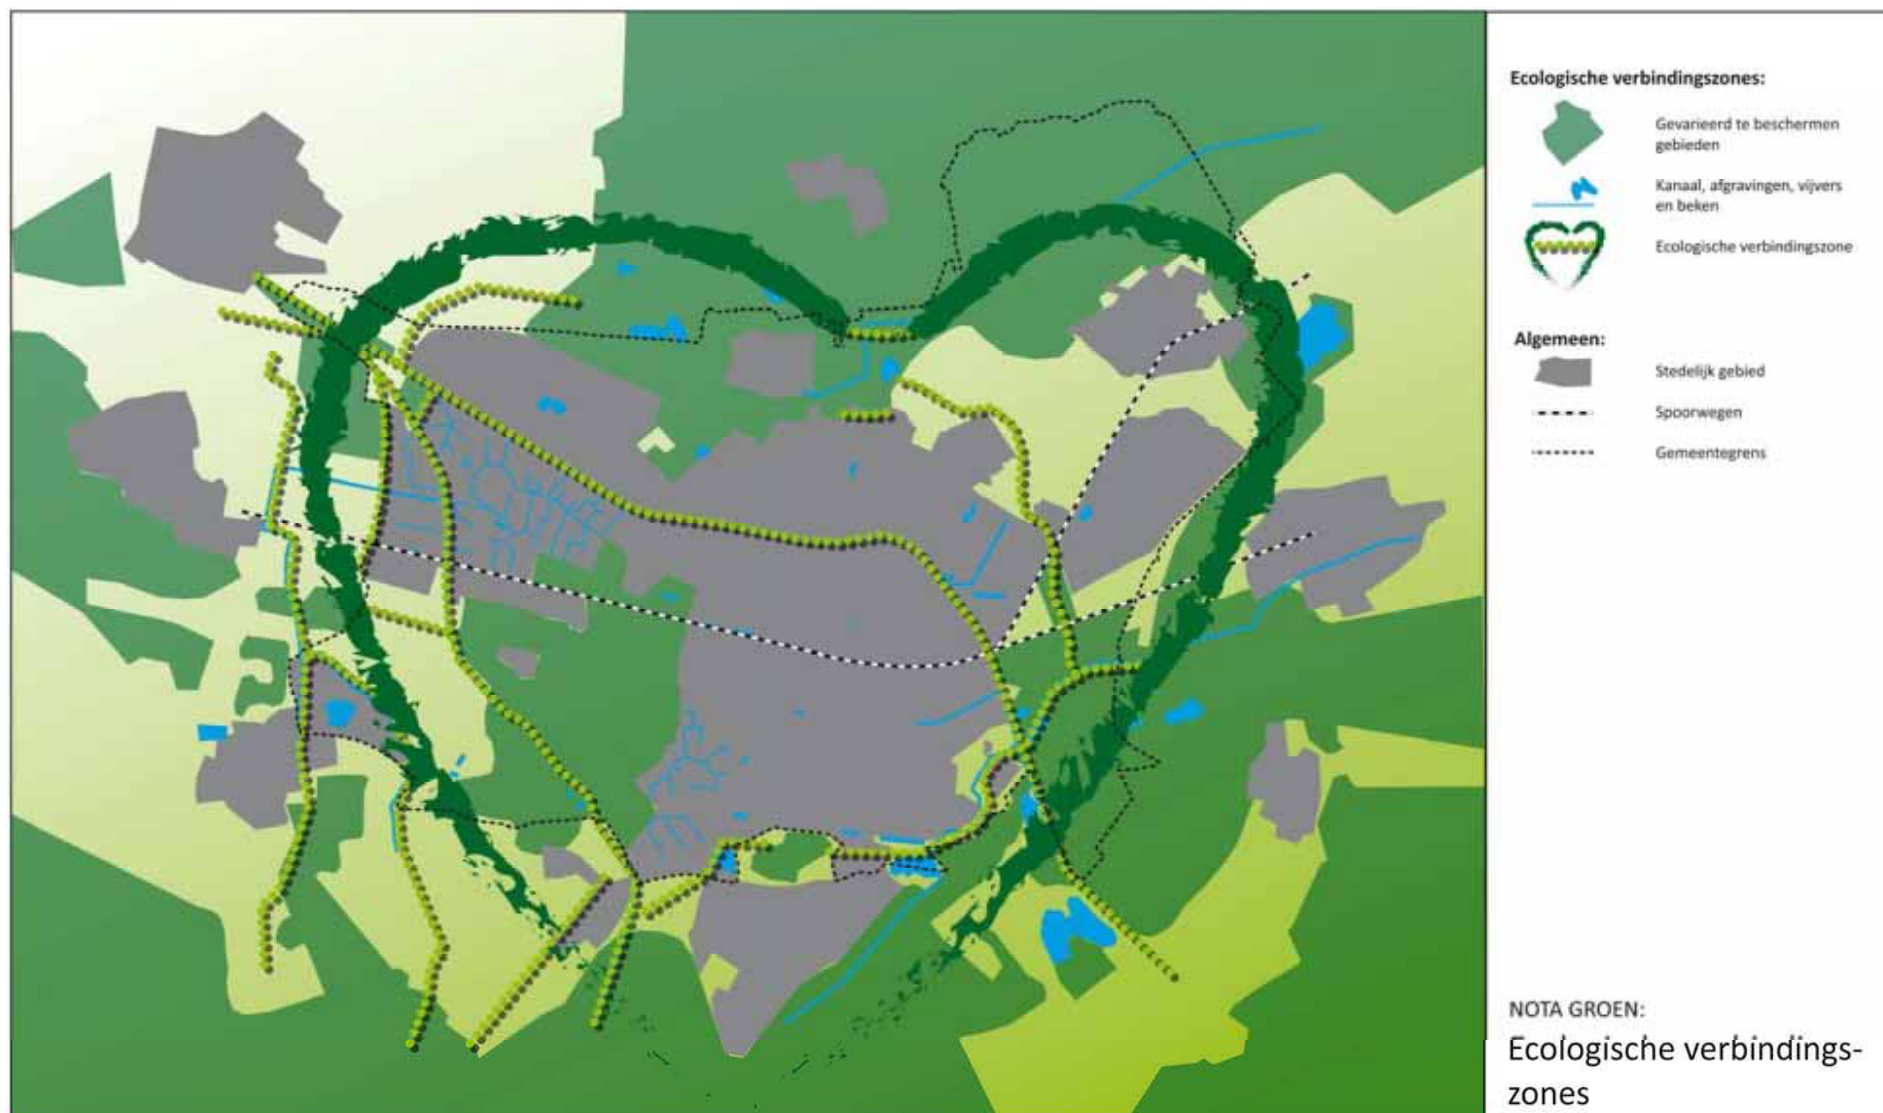 Ecologische verbindingszones:
Gevarieerd te beschermen
gebieden
Kanaal, afgravingen, vijvers
en beken
Ecologische verbindingszone
Algemeen:
Stedelijk gebied
Spoorwegen
Gemeentegrens
NOTA GROEN:
Ecologische verbindings-
zones